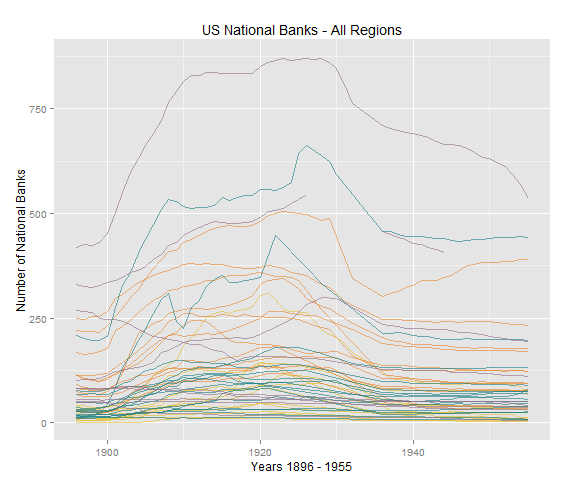 US National Banks - All Regions
Number of National Banks
750
500
250
0
1900
1920
1940
Years 1896 - 1955